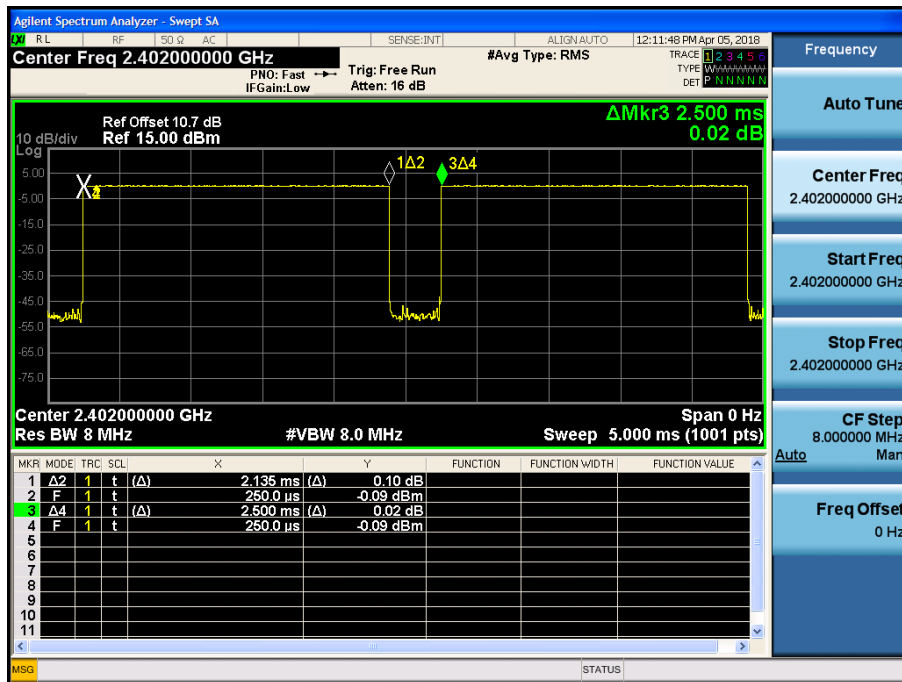 Agilent Spectrum Analyzer - Swept SA
LXI RL RF 50 Ω AC SENSE:INT ALIGN AUTO 12:11:48 PM Apr 05, 2018
Center Freq 2.402000000 GHz #Avg Type: RMS TRACE 1 2 3 4 5 6
PNO: Fast Trig: Free Run TYPE WWWWWW
IFGain:Low Atten: 16 dB DET P N N N N N
ΔMkr3 2.500 ms
Ref Offset 10.7 dB 0.02 dB
10 dB/div Ref 15.00 dBm
Log
1Δ2 3Δ4
5.00
-5.00
-15.0
-25.0
-35.0
-45.0
-55.0
-65.0
-75.0
Center 2.402000000 GHz Span 0 Hz
Res BW 8 MHz #VBW 8.0 MHz Sweep 5.000 ms (1001 pts)
MKR MODE TRC SCL X Y FUNCTION FUNCTION WIDTH FUNCTION VALUE
1 Δ2 1 t (Δ) 2.135 ms (Δ) 0.10 dB
2 F 1 t 250.0 µs -0.09 dBm
3 Δ4 1 t (Δ) 2.500 ms (Δ) 0.02 dB
4 F 1 t 250.0 µs -0.09 dBm
5
6
7
8
9
10
11
MSG STATUS
Frequency
Auto Tune
Center Freq
2.402000000 GHz
Start Freq
2.402000000 GHz
Stop Freq
2.402000000 GHz
CF Step
8.000000 MHz
Auto Man
Freq Offset
0 Hz